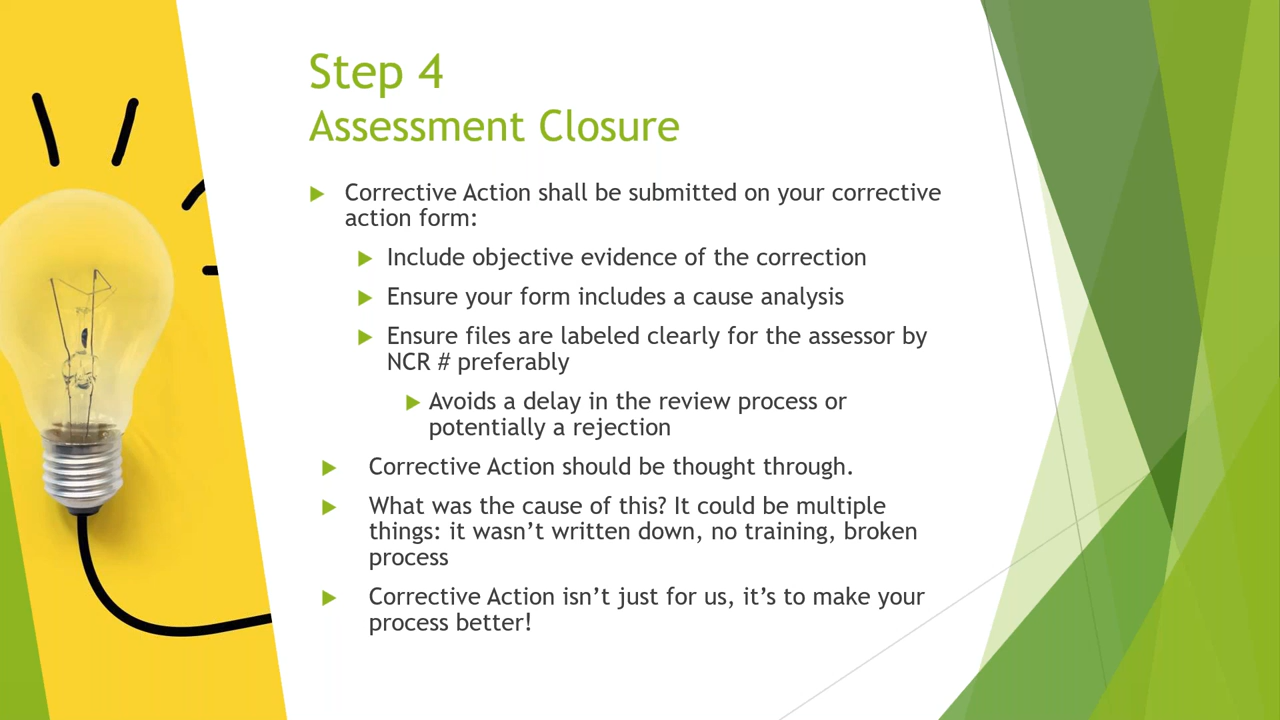 Step 4
Assessment Closure
Corrective Action shall be submitted on your corrective
action form:
Include objective evidence of the correction
Ensure your form includes a cause analysis
Ensure files are labeled clearly for the assessor by
NCR # preferably
Avoids a delay in the review process or
potentially a rejection
Corrective Action should be thought through.
What was the cause of this? It could be multiple
things: it wasn’t written down, no training, broken
process
Corrective Action isn’t just for us, it’s to make your
process better!